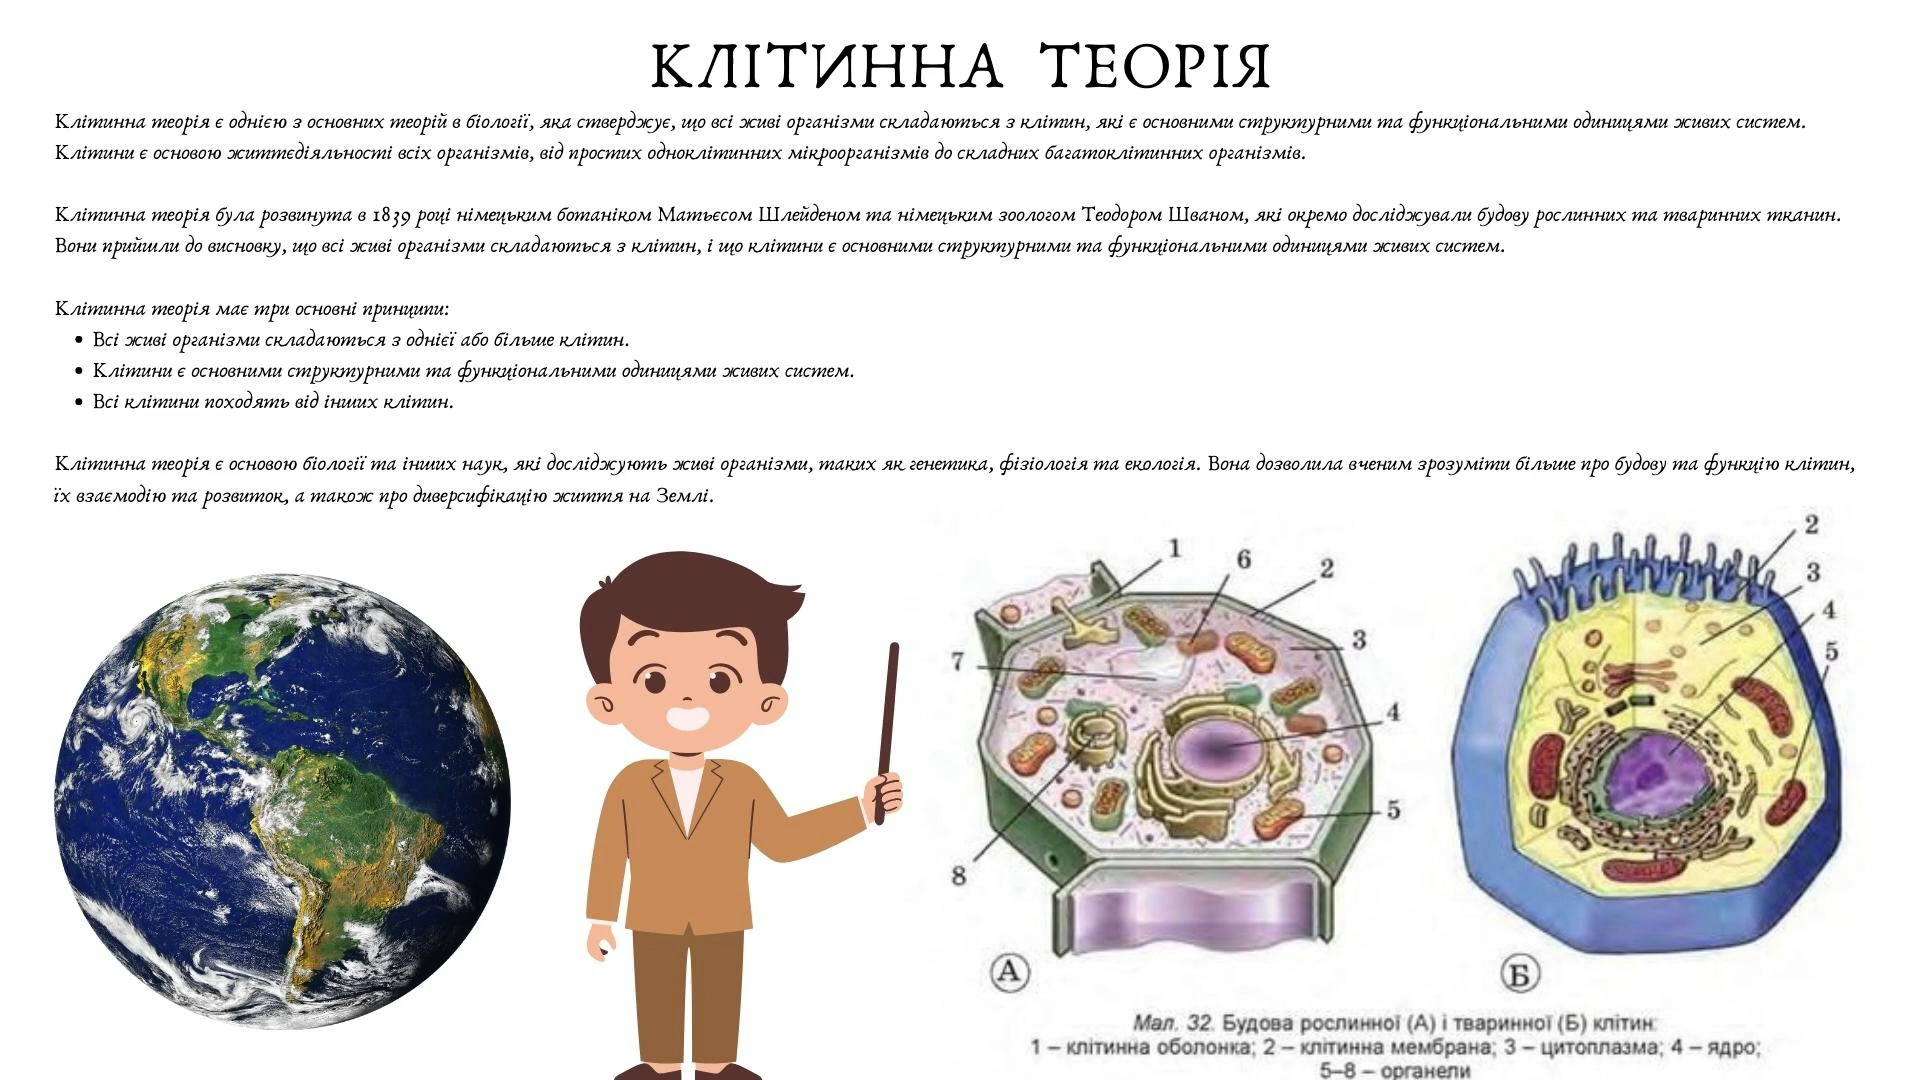 КЛІТИННА ТЕОРІЯ
Клітинна теорія є однією з основних теорій в біології, яка стверджує, що всі живі організми складаються з клітин, які є основними структурними та функціональними одиницями живих систем.
Клітини є основою життєдіяльності всіх організмів, від простих одноклітинних мікроорганізмів до складних багатоклітинних організмів.
Клітинна теорія була розвинута в 1839 році німецьким ботаніком Матьєсом Шлейденом та німецьким зоологом Теодором Шваном, які окремо досліджували будову рослинних та тваринних тканин.
Вони прийшли до висновку, що всі живі організми складаються з клітин, і що клітини є основними структурними та функціональними одиницями живих систем.
Клітинна теорія має три основні принципи:
• Всі живі організми складаються з однієї або більше клітин.
• Клітини є основними структурними та функціональними одиницями живих систем.
• Всі клітини походять від інших клітин.
Клітинна теорія є основою біології та інших наук, які досліджують живі організми, таких як генетика, фізіологія та екологія. Вона дозволила вченим зрозуміти більше про будову та функцію клітин,
їх взаємодію та розвиток, а також про диверсифікацію життя на Землі.
1
6
2
3
7
4
5
8
А
2
3
4
5
Б
Мал. 32. Будова рослинної (А) і тваринної (Б) клітин:
1 – клітинна оболонка; 2 – клітинна мембрана; 3 – цитоплазма; 4 – ядро;
5–8 – органели